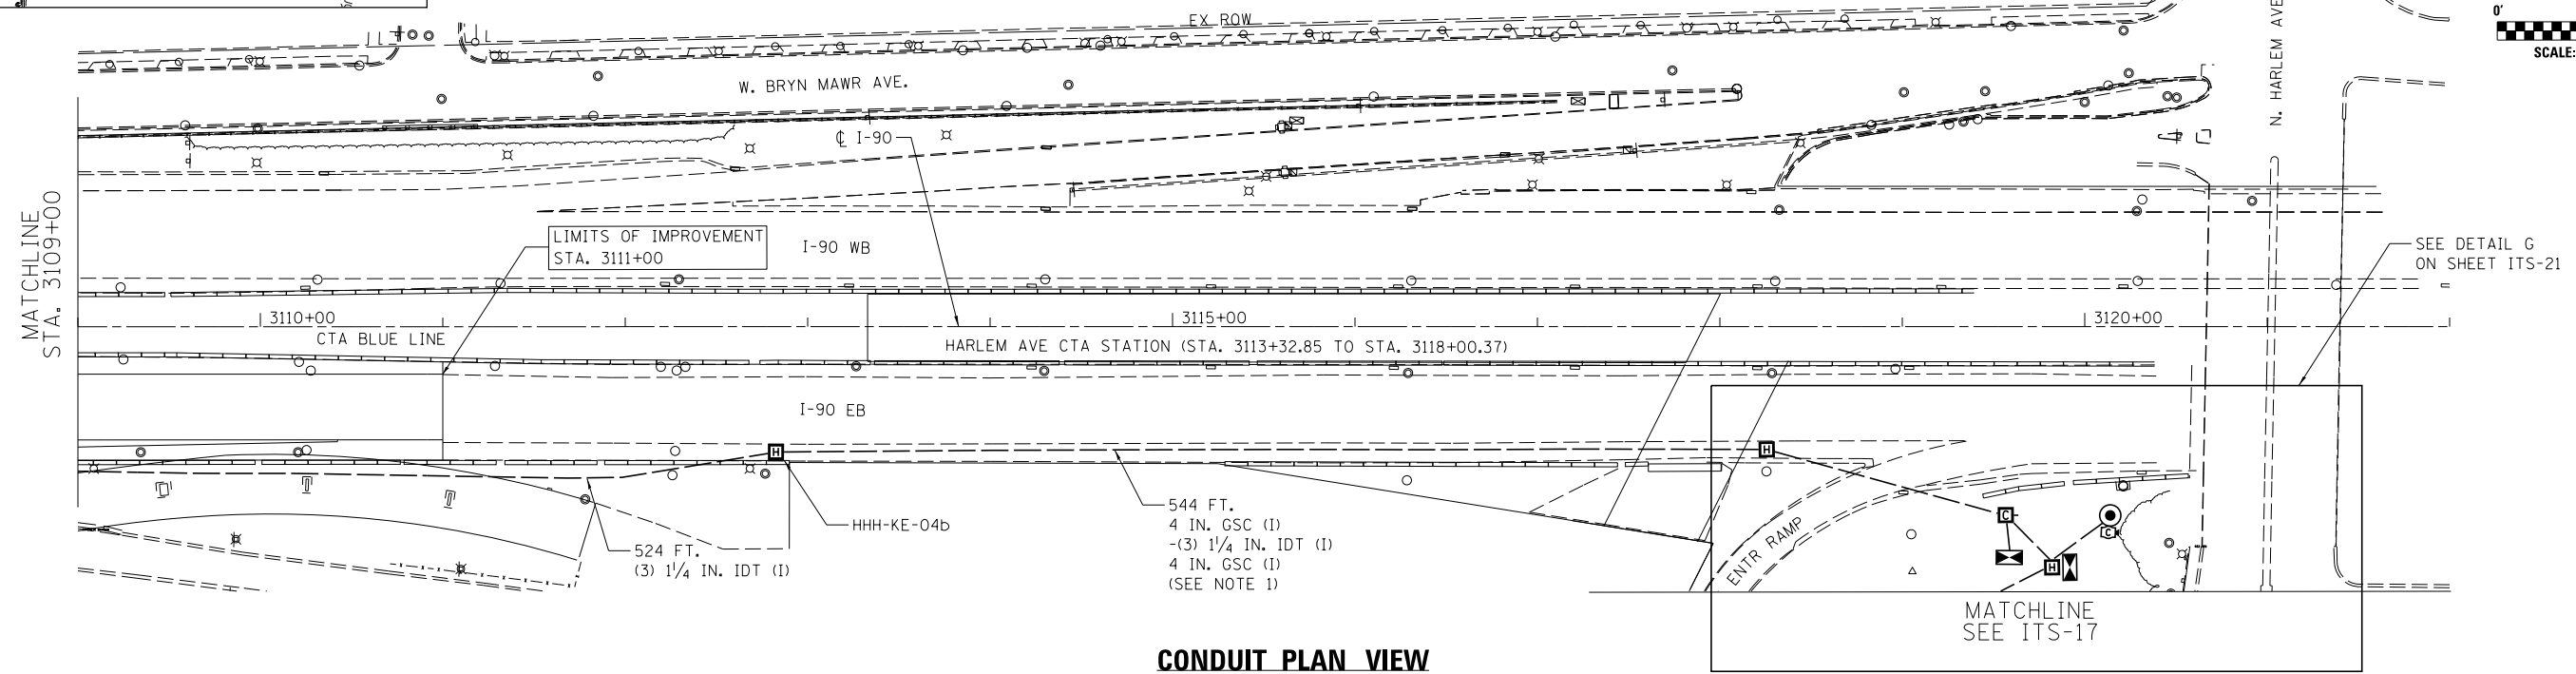 EX ROW
0'
SCALE:
N. HARLEM AVE
W. BRYN MAWR AVE.
℄ I-90
MATCHLINE
STA. 3109+00
LIMITS OF IMPROVEMENT
STA. 3111+00
I-90 WB
SEE DETAIL G
ON SHEET ITS-21
3110+00
3115+00
3120+00
CTA BLUE LINE
HARLEM AVE CTA STATION (STA. 3113+32.85 TO STA. 3118+00.37)
I-90 EB
H
H
HHH-KE-04b
544 FT.
4 IN. GSC (I)
-(3) 1¼ IN. IDT (I)
4 IN. GSC (I)
(SEE NOTE 1)
524 FT.
(3) 1¼ IN. IDT (I)
C
C
H
ENTR RAMP
MATCHLINE
SEE ITS-17
CONDUIT PLAN VIEW